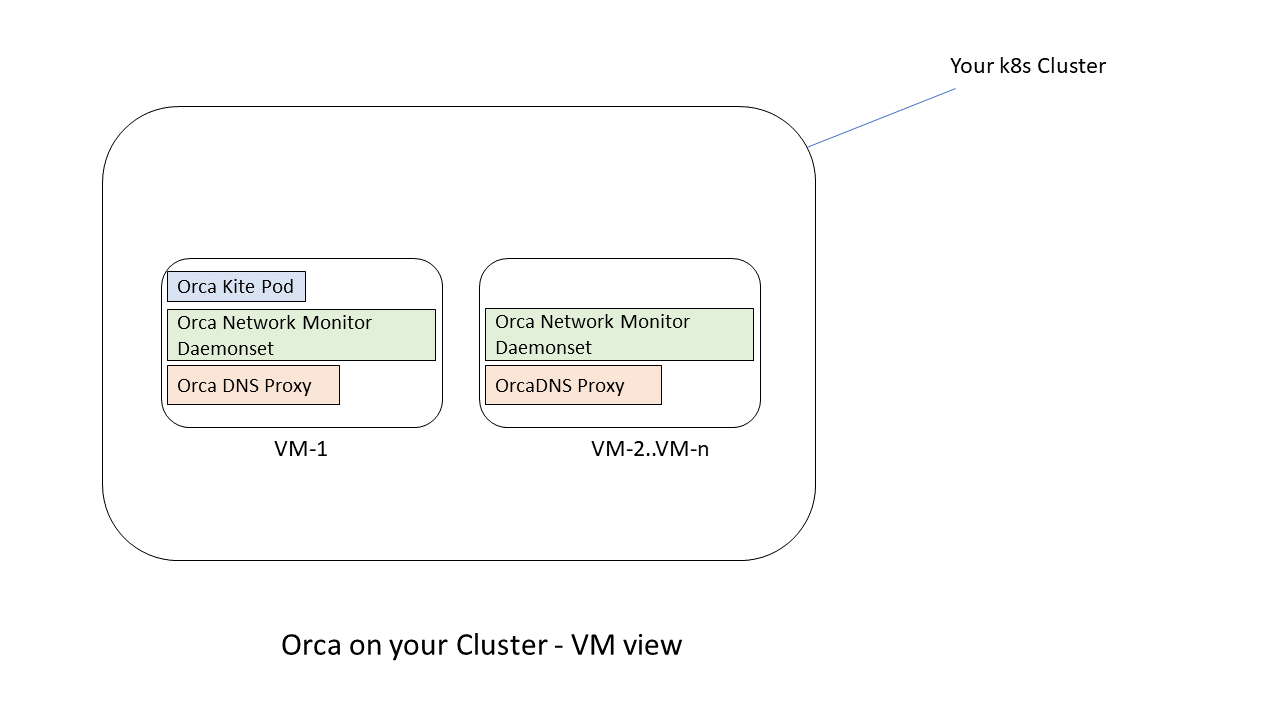 Your k8s Cluster
Orca Kite Pod
Orca Network Monitor
Daemonset
Orca DNS Proxy
VM-1
Orca Network Monitor
Daemonset
OrcaDNS Proxy
VM-2..VM-n
Orca on your Cluster - VM view